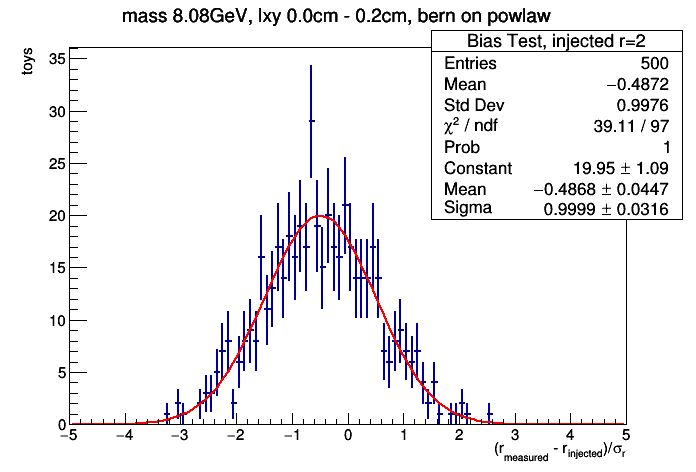 mass 8.08GeV, lxy 0.0cm - 0.2cm, bern on powlaw
Bias Test, injected r=2
Entries 500
Mean −0.4872
Std Dev 0.9976
χ² / ndf 39.11 / 97
Prob 1
Constant 19.95 ± 1.09
Mean −0.4868 ± 0.0447
Sigma 0.9999 ± 0.0316
toys
35
30
25
20
15
10
5
0
−5 −4 −3 −2 −1 0 1 2 3 4 5
(r_measured - r_injected)/σ_r